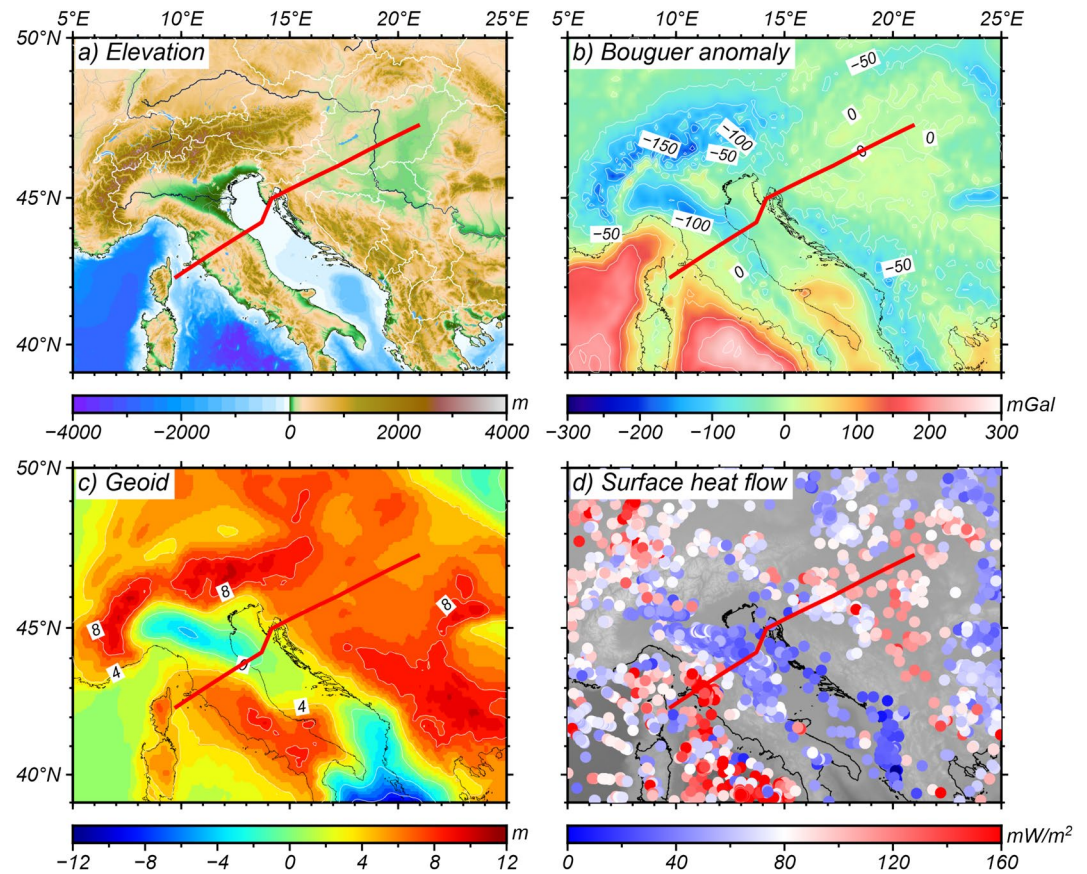 5°E 10°E 15°E 20°E 25°E 5°E 10°E 15°E 20°E 25°E
50°N
a) Elevation
b) Bouguer anomaly
−50
0
0
−100
−150
−50
8
45°N
−100
−50
0
−50
40°N
m
mGal
−4000 −2000 0 2000 4000
−300 −200 −100 0 100 200 300
50°N
c) Geoid
d) Surface heat flow
8
8
8
45°N
0
4
4
40°N
m
mW/m²
−12 −8 −4 0 4 8 12
0 40 80 120 160